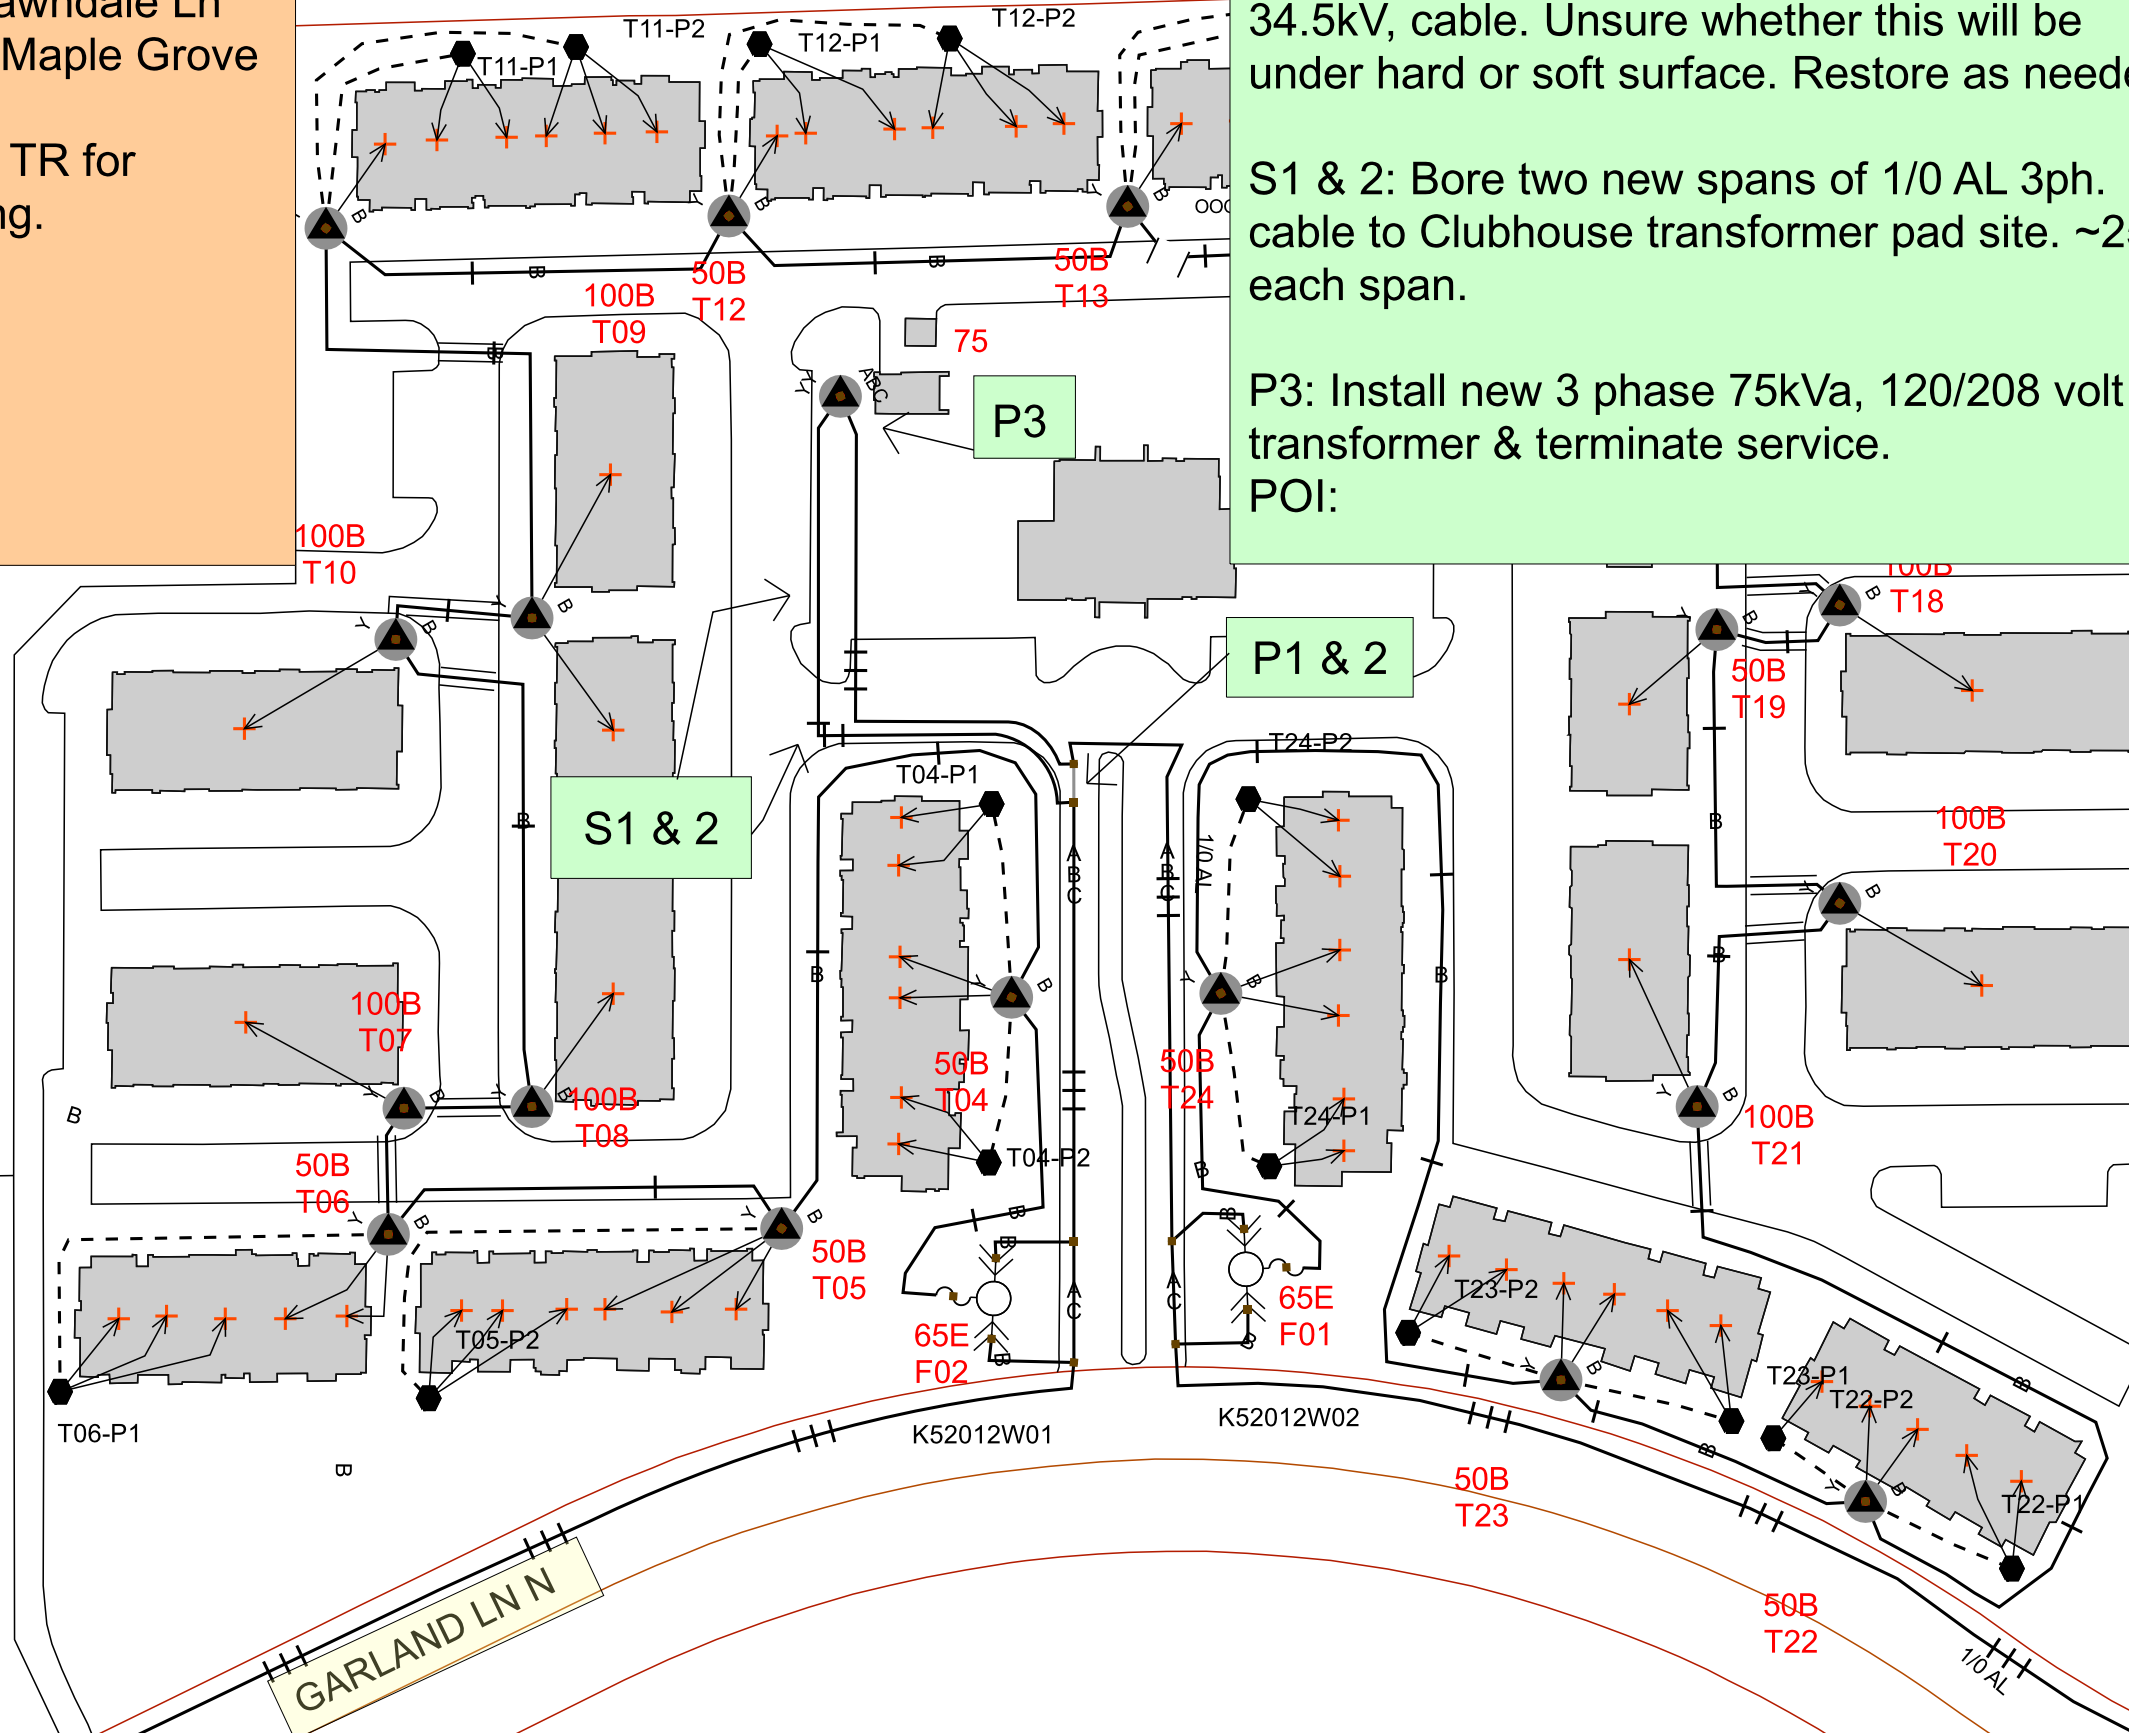 Maple Grove
TR for
34.5kV, cable. Unsure whether this will be
under hard or soft surface. Restore as
S1 & 2: Bore two new spans of 1/0 AL 3ph.
cable to Clubhouse transformer pad site.
each span.
P3: Install new 3 phase 75kVa, 120/208 volt
transformer & terminate service.
POI:
T11-P2
T11-P1
T12-P1
T12-P2
Y B
Y B
Y B
B
B
50B
T12
50B
T13
100B
T09
B
75
Y Y ABC
P3
100B
T10
Y B
Y B
100B
T18
Y B
Y B
50B
T19
P1 & 2
S1 & 2
T04-P1
T24-P2
B
ABC
ABC
1/0 AL
B
100B
T20
Y B
B
B
B
B
Y B
Y B
100B
T07
50B
T04
50B
T24
Y B
Y B
100B
T08
T24-P1
Y B
100B
T21
B
T04-P2
B
50B
T06
Y B
Y B
50B
T05
B
B
B
AC
AC
B
B
65E
F02
65E
F01
T05-P2
T23-P2
Y B
T23-P1
T22-P2
B
T06-P1
K52012W01
K52012W02
B
B
Y B
T22-P1
50B
T23
50B
T22
GARLAND LN N
1/0 AL